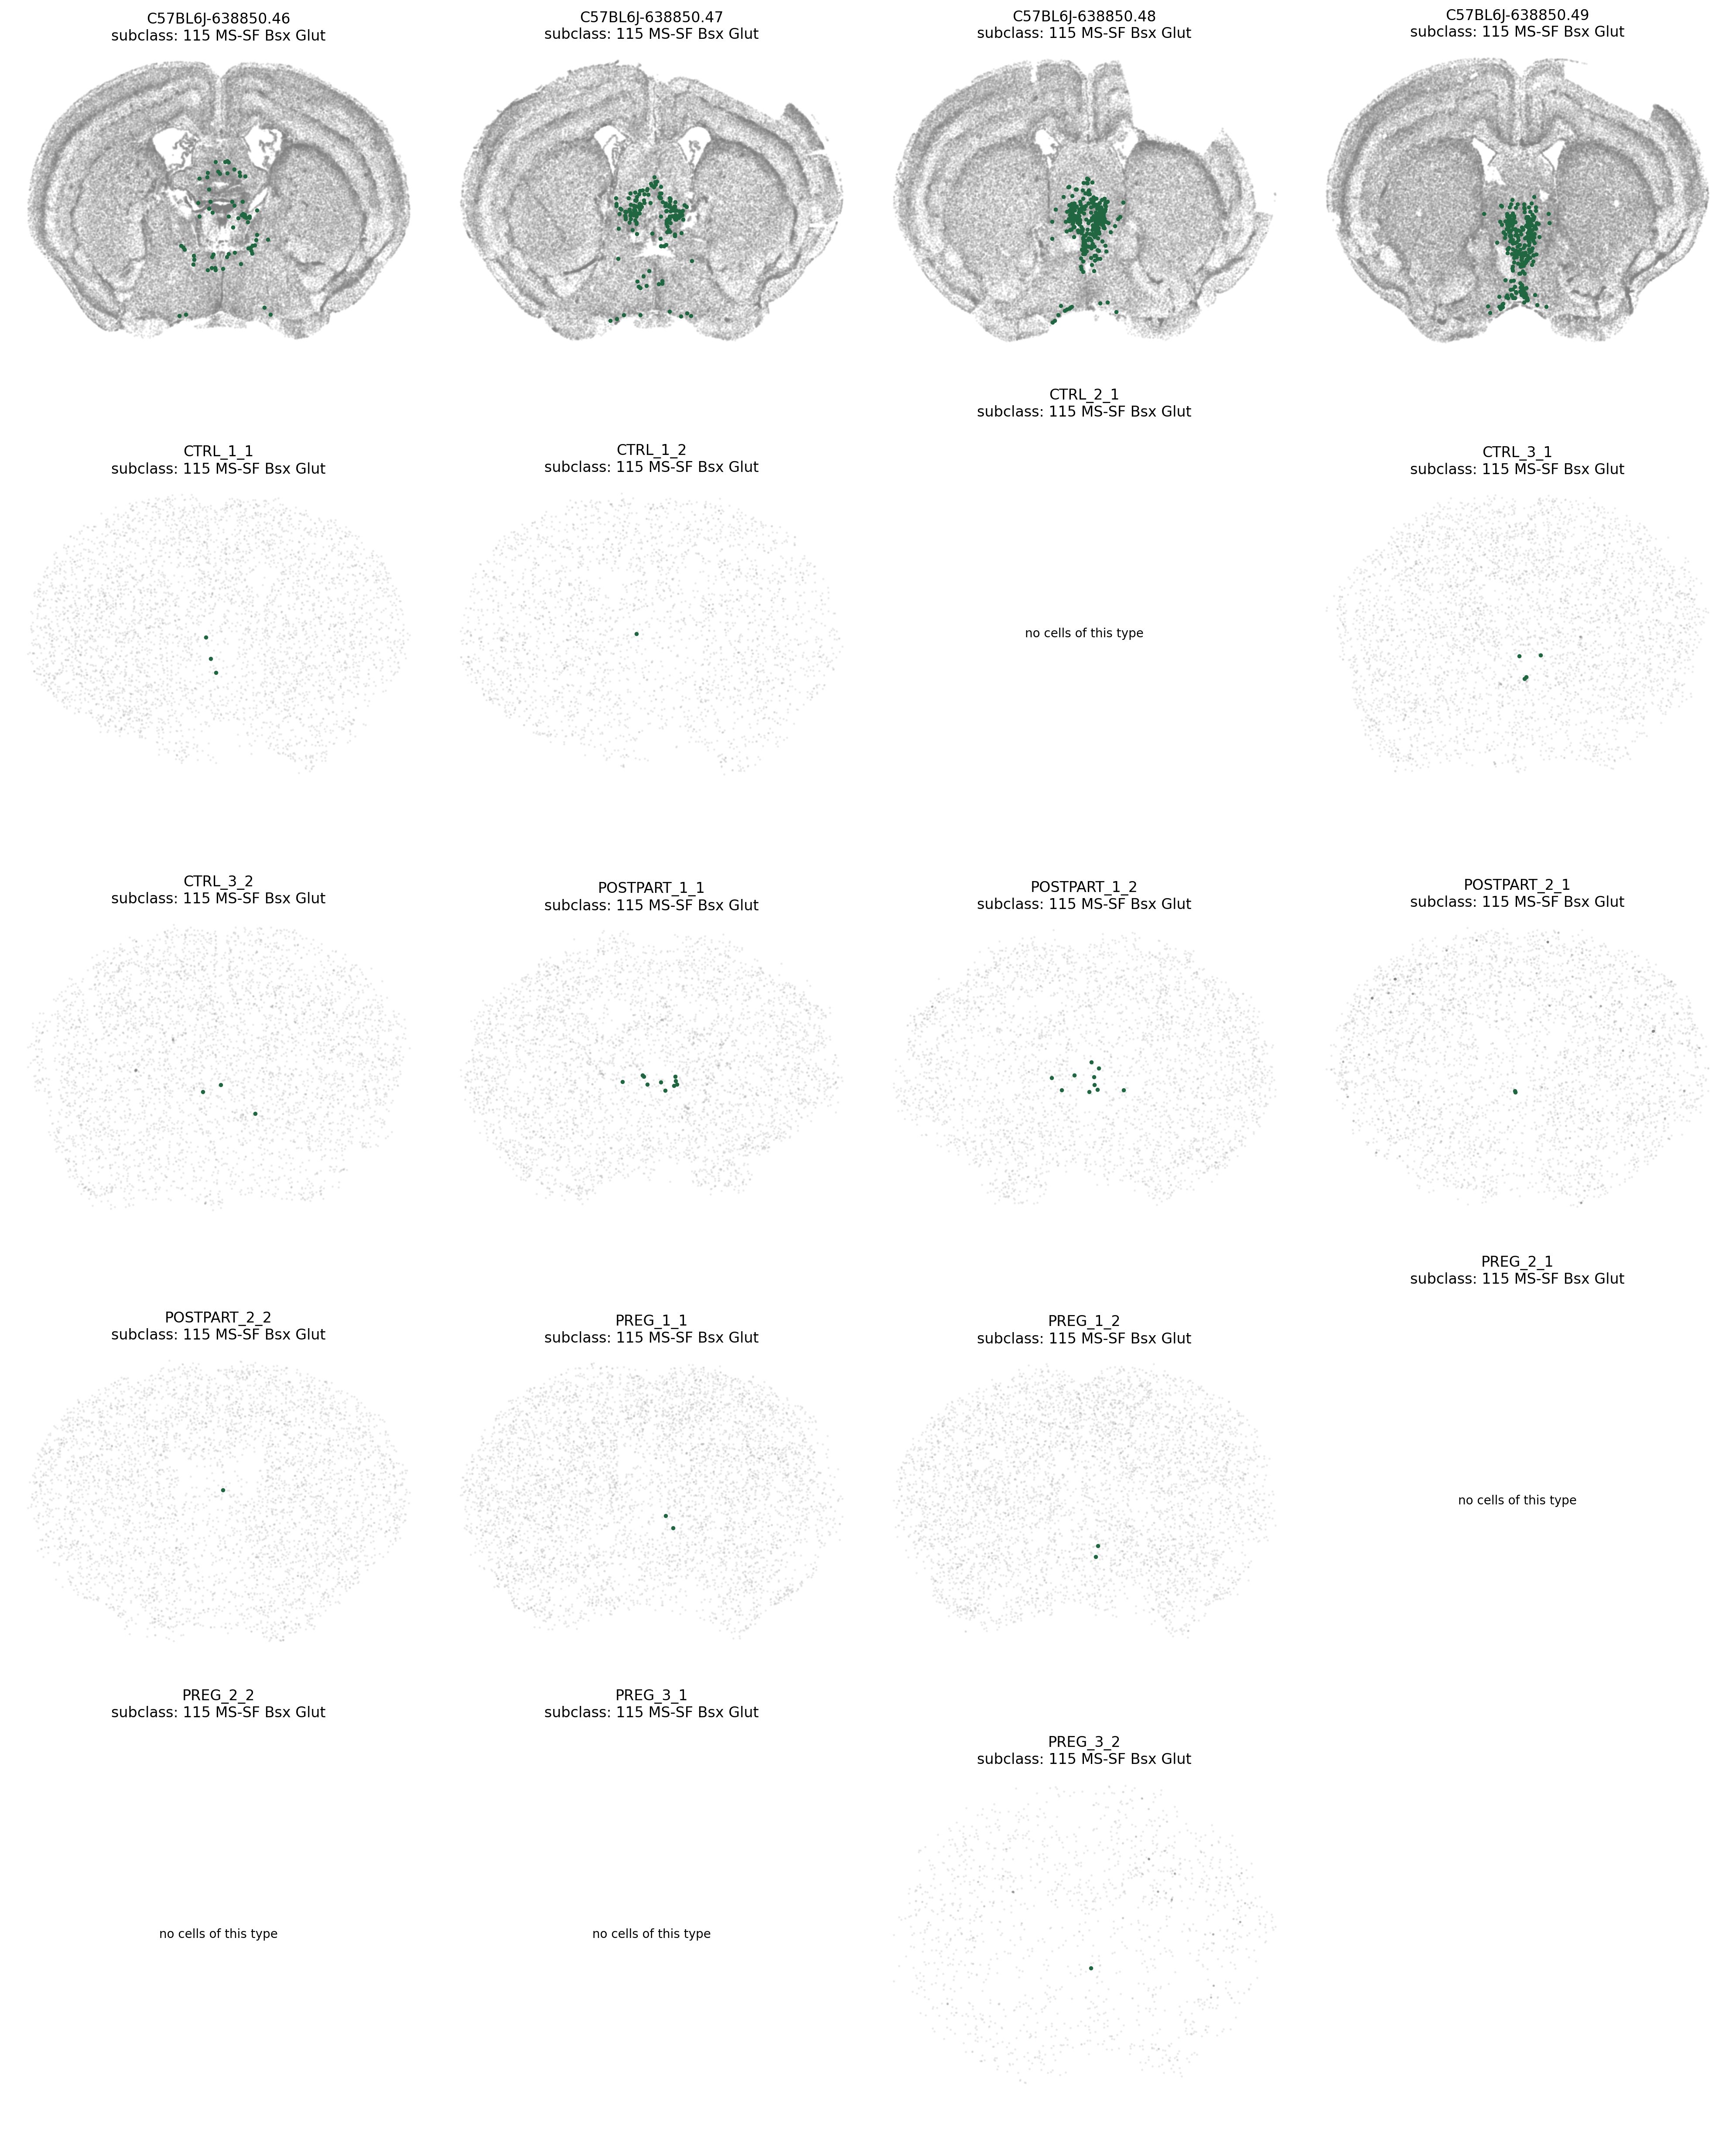 C57BL6J-638850.46
subclass: 115 MS-SF Bsx Glut
C57BL6J-638850.47
subclass: 115 MS-SF Bsx Glut
C57BL6J-638850.48
subclass: 115 MS-SF Bsx Glut
C57BL6J-638850.49
subclass: 115 MS-SF Bsx Glut
CTRL_1_1
subclass: 115 MS-SF Bsx Glut
CTRL_1_2
subclass: 115 MS-SF Bsx Glut
CTRL_2_1
subclass: 115 MS-SF Bsx Glut
no cells of this type
CTRL_3_1
subclass: 115 MS-SF Bsx Glut
CTRL_3_2
subclass: 115 MS-SF Bsx Glut
POSTPART_1_1
subclass: 115 MS-SF Bsx Glut
POSTPART_1_2
subclass: 115 MS-SF Bsx Glut
POSTPART_2_1
subclass: 115 MS-SF Bsx Glut
POSTPART_2_2
subclass: 115 MS-SF Bsx Glut
PREG_1_1
subclass: 115 MS-SF Bsx Glut
PREG_1_2
subclass: 115 MS-SF Bsx Glut
PREG_2_1
subclass: 115 MS-SF Bsx Glut
no cells of this type
PREG_2_2
subclass: 115 MS-SF Bsx Glut
no cells of this type
PREG_3_1
subclass: 115 MS-SF Bsx Glut
no cells of this type
PREG_3_2
subclass: 115 MS-SF Bsx Glut